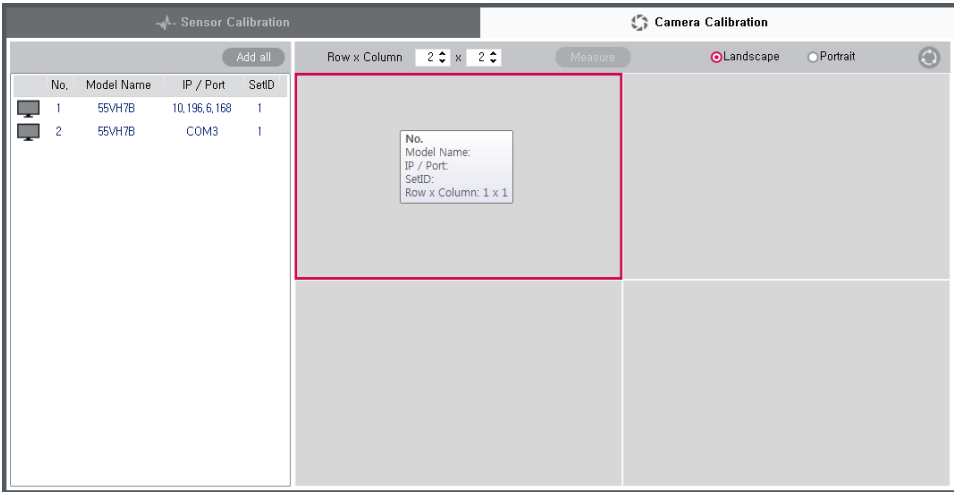 Sensor Calibration
Camera Calibration
Add all
Row x Column 2 x 2 Measure Landscape Portrait
No. Model Name IP / Port SetID
1 55VH7B 10,196,6,168 1
2 55VH7B COM3 1
No.
Model Name:
IP / Port:
SetID:
Row x Column: 1 x 1